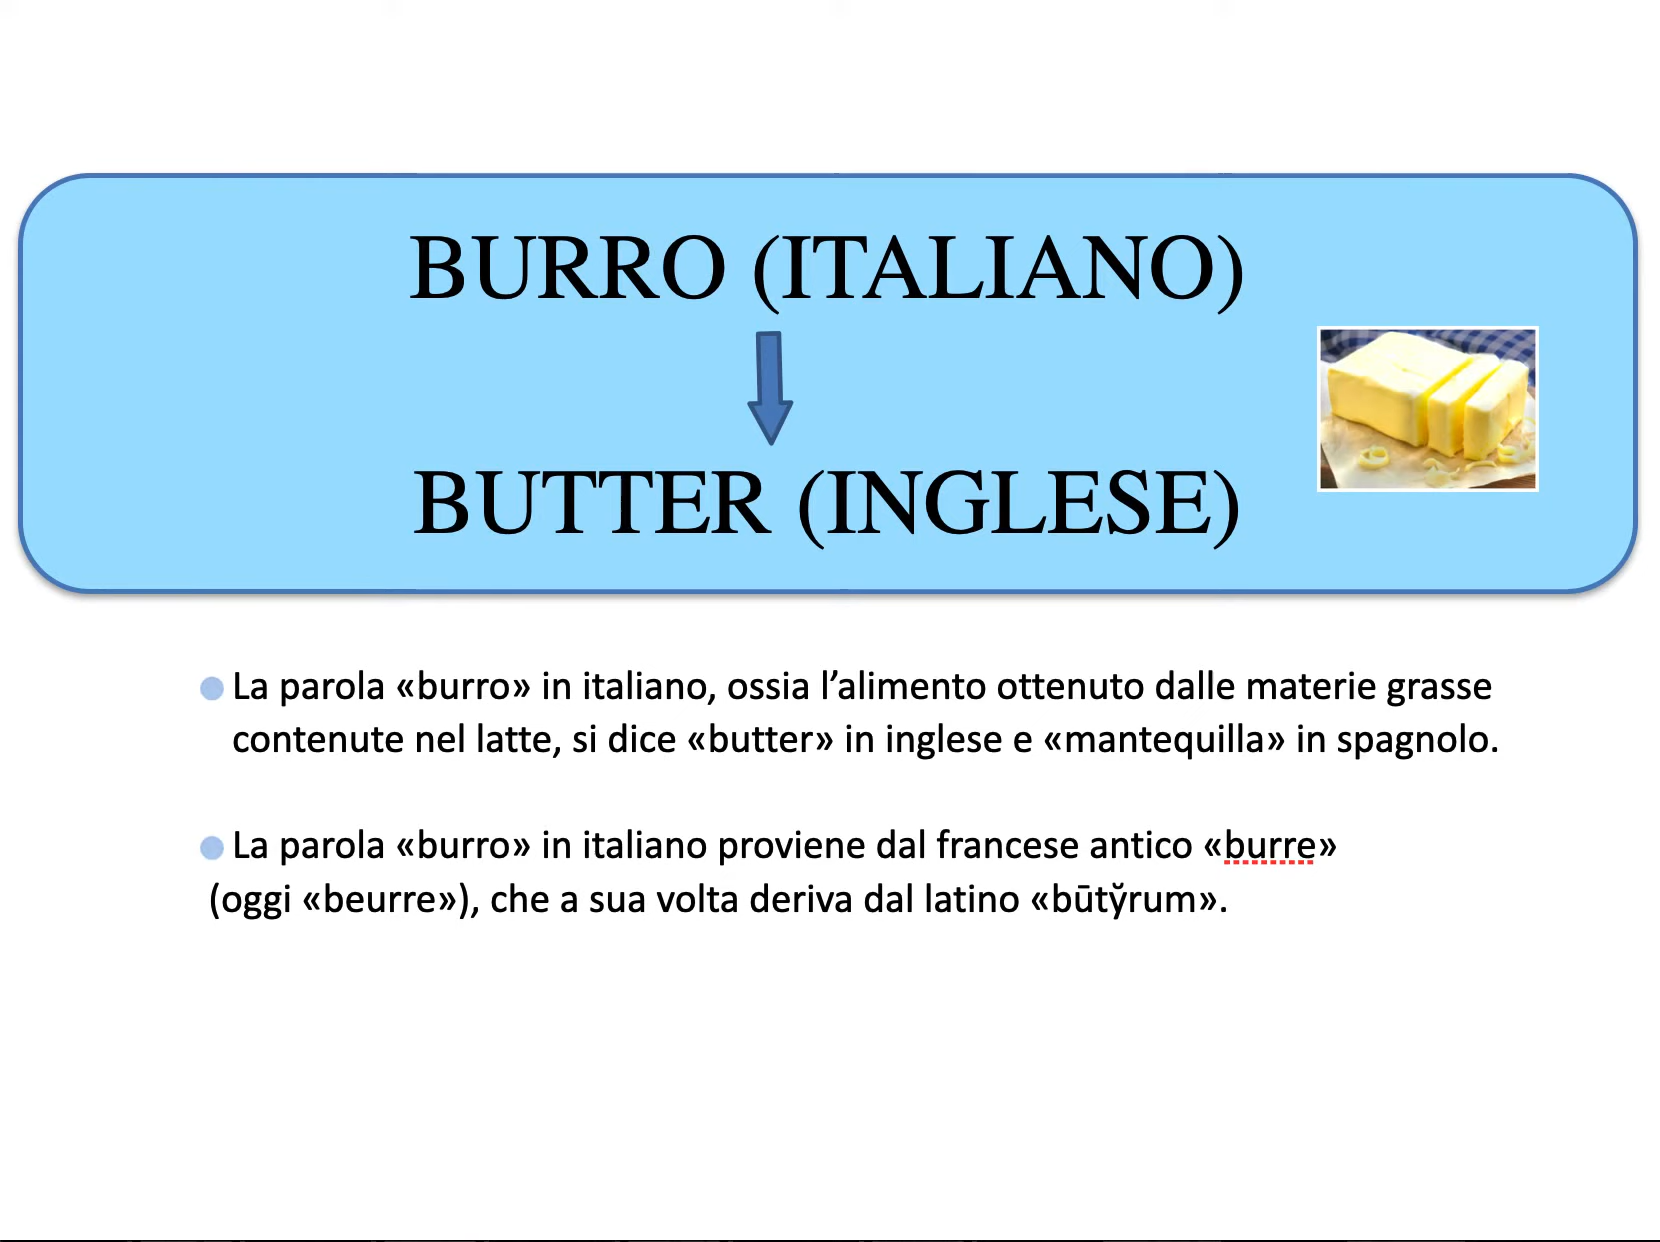 BURRO (ITALIANO)
BUTTER (INGLESE)
La parola «burro» in italiano, ossia l’alimento ottenuto dalle materie grasse
contenute nel latte, si dice «butter» in inglese e «mantequilla» in spagnolo.
La parola «burro» in italiano proviene dal francese antico «burre»
(oggi «beurre»), che a sua volta deriva dal latino «būty̆rum».